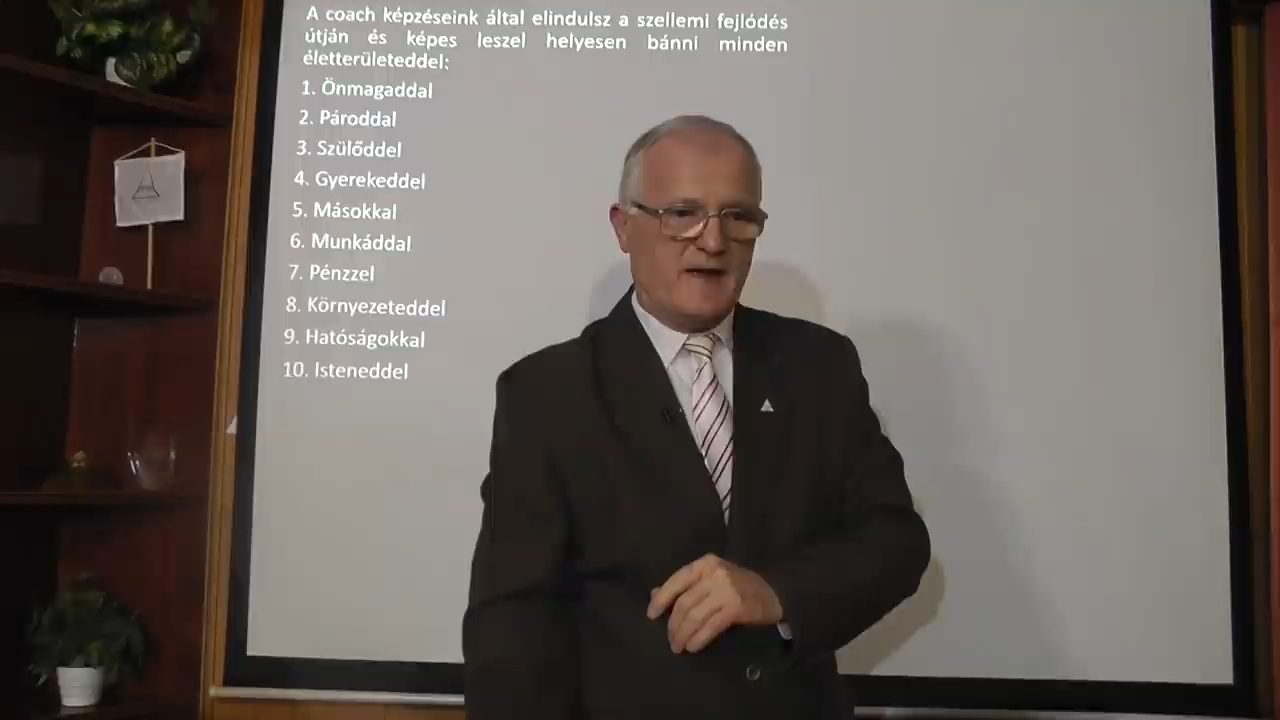 A coach képzéseink által elindulsz a szellemi fejlődés
útján és képes leszel helyesen bánni minden
életterületeddel:
1. Önmagaddal
2. Pároddal
3. Szülőddel
4. Gyerekeddel
5. Másokkal
6. Munkáddal
7. Pénzzel
8. Környezeteddel
9. Hatóságokkal
10. Isteneddel